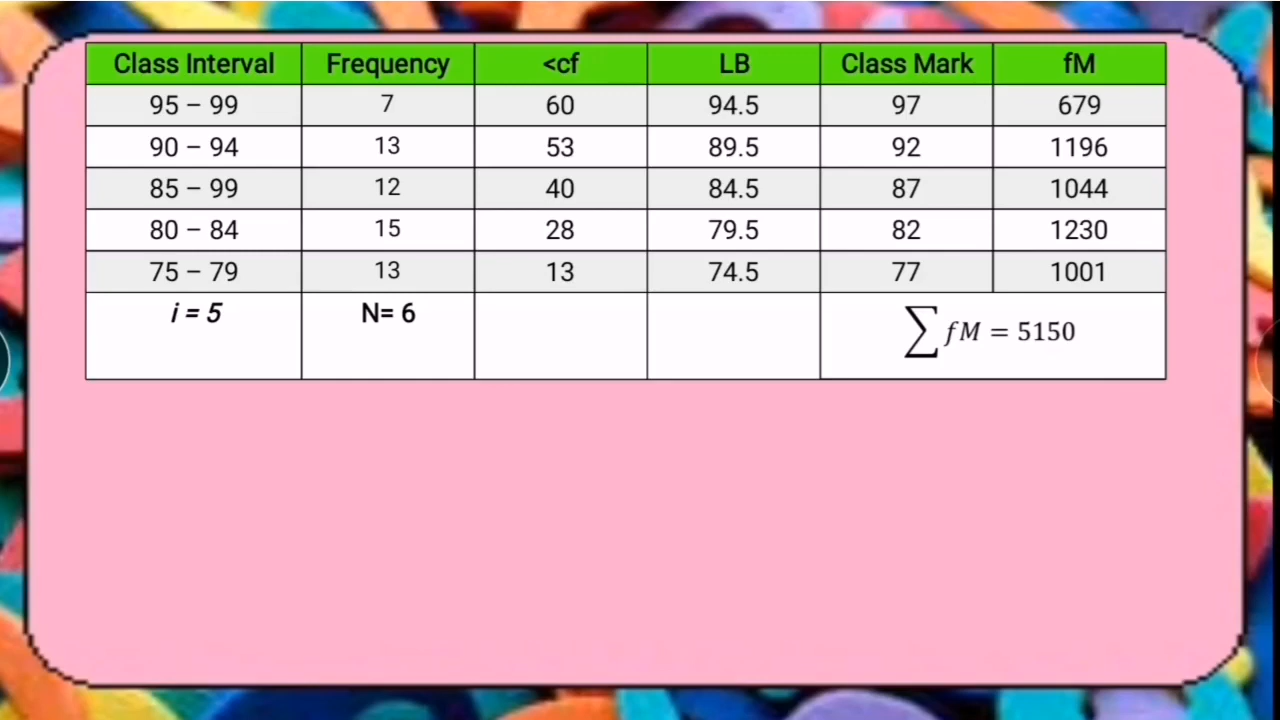 Class Interval Frequency <cf LB Class Mark fM
95 – 99 7 60 94.5 97 679
90 – 94 13 53 89.5 92 1196
85 – 99 12 40 84.5 87 1044
80 – 84 15 28 79.5 82 1230
75 – 79 13 13 74.5 77 1001
i = 5 N= 6 ∑ fM = 5150